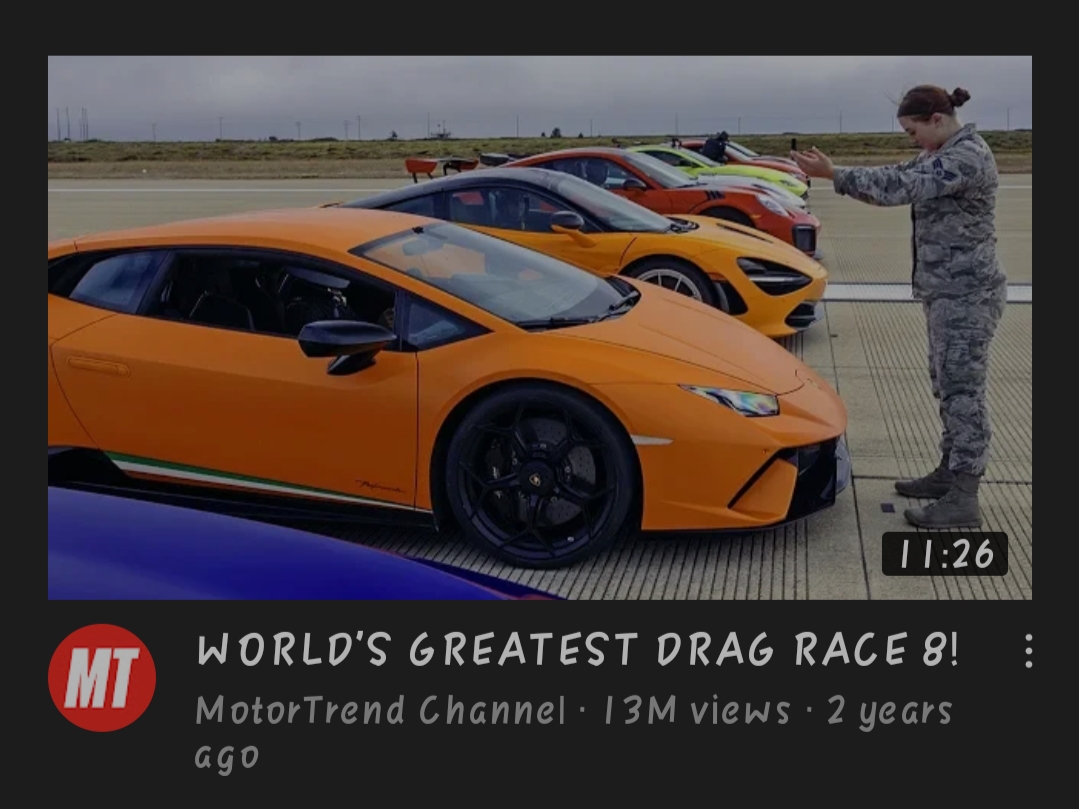 11:26
MT
WORLD'S GREATEST DRAG RACE 8!
MotorTrend Channel · 13M views · 2 years
ago